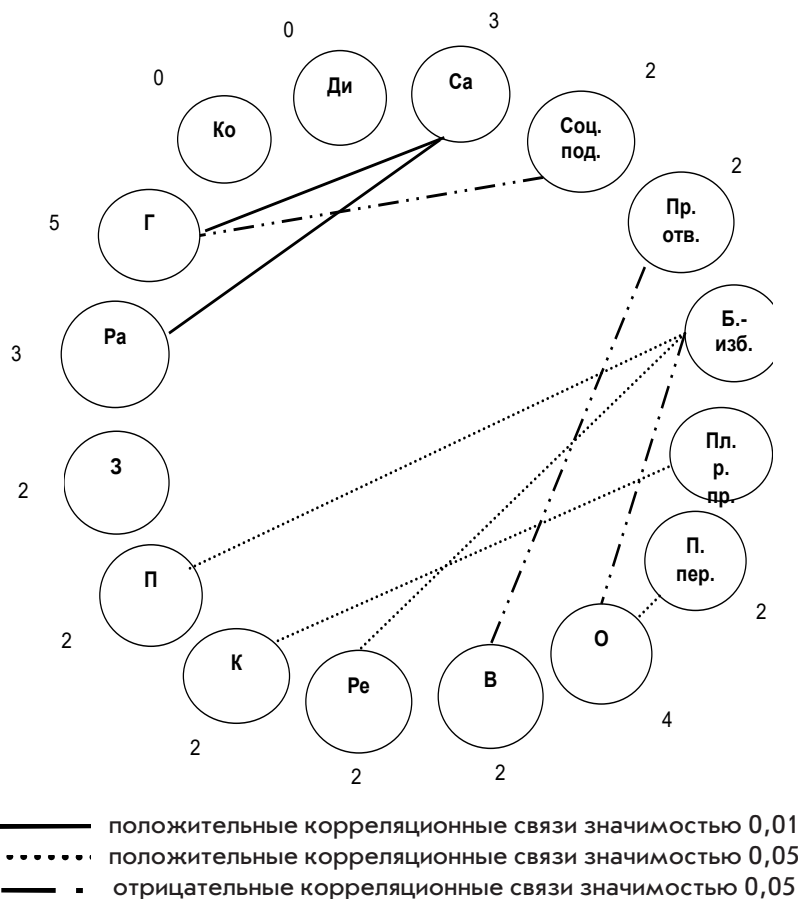 0
0
3
2
2
5
3
2
2
2
2
2
4
2
Ко
Ди
Са
Соц.
под.
Пр.
отв.
Б.-
изб.
Пл.
р.
пр.
П.
пер.
О
В
Ре
К
П
З
Ра
Г
положительные корреляционные связи значимостью 0,01
положительные корреляционные связи значимостью 0,05
отрицательные корреляционные связи значимостью 0,05